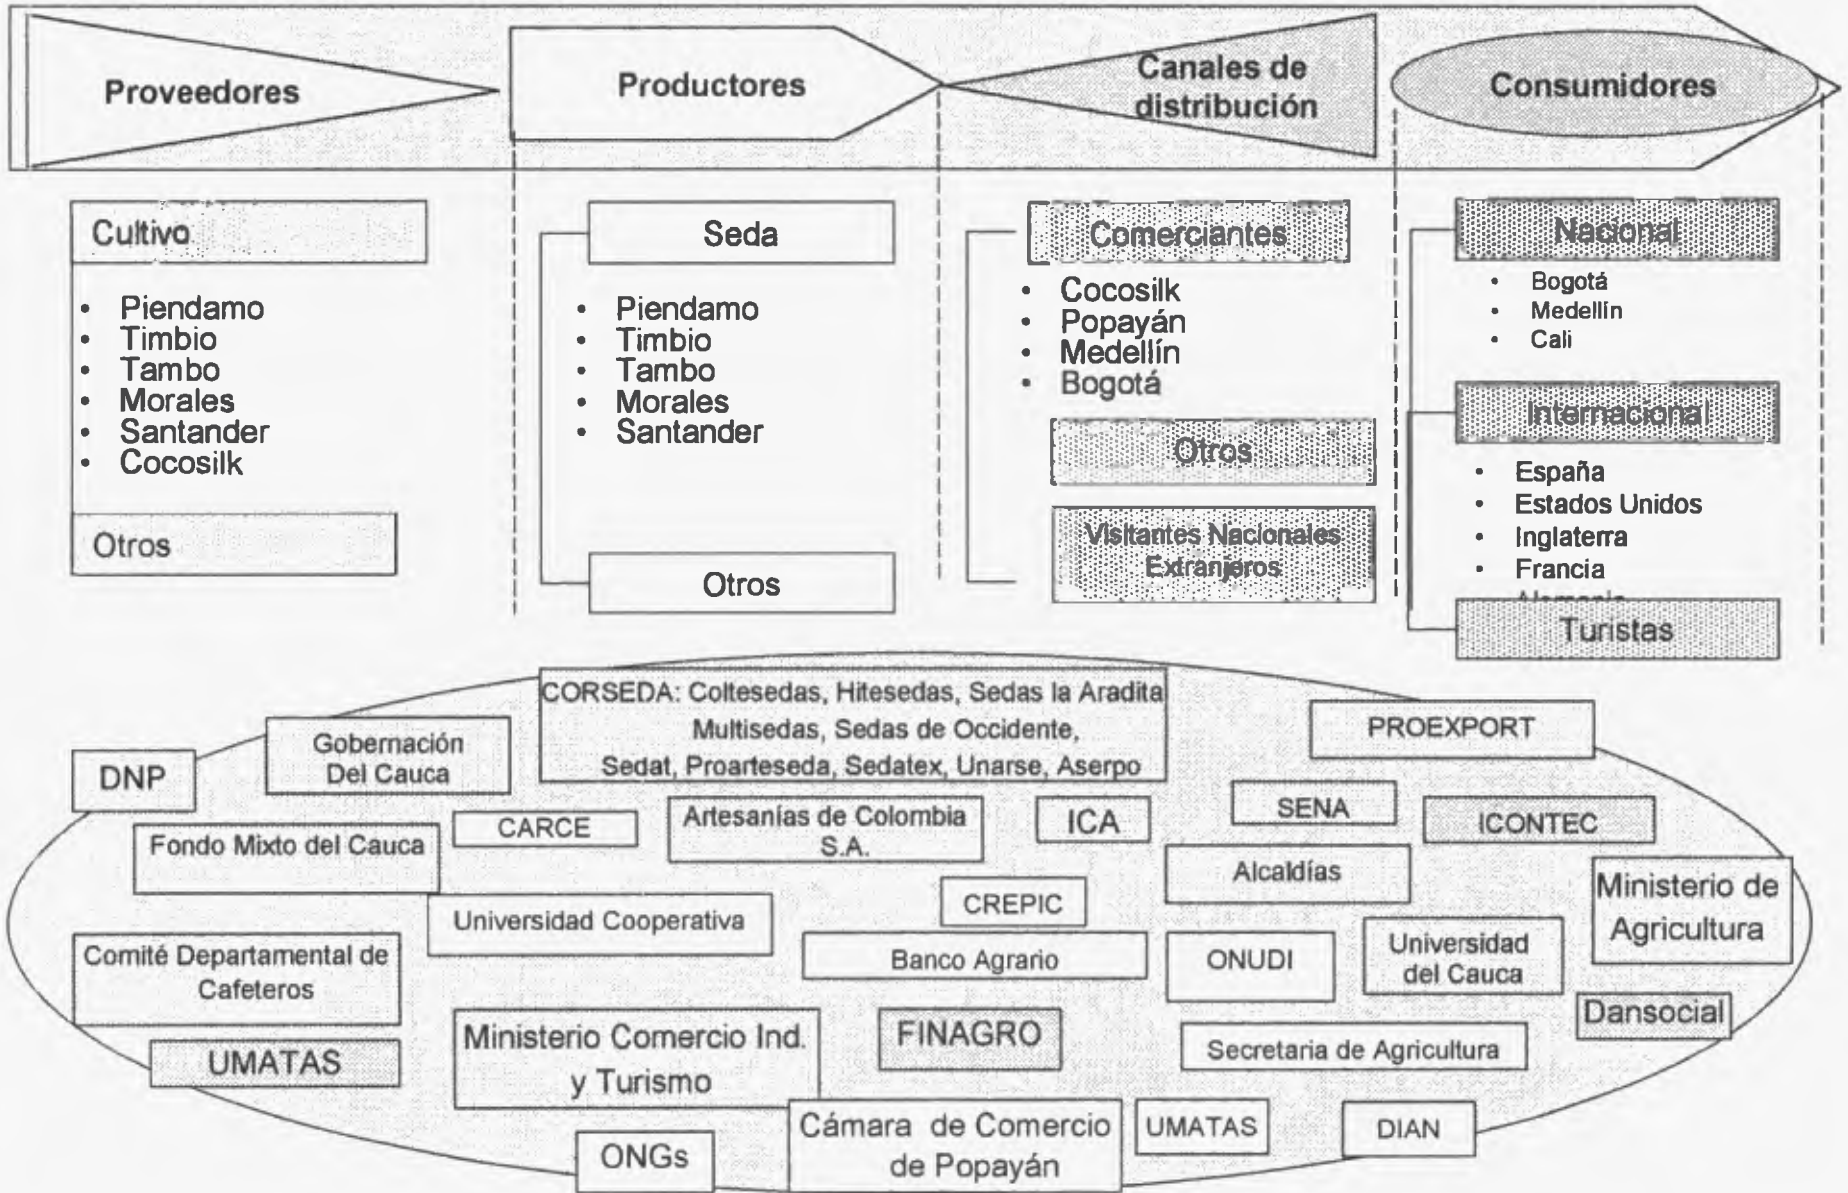 Proveedores
Productores
Canales de
distribución
Consumidores
Cultivo
• Piendamo
• Timbio
• Tambo
• Morales
• Santander
• Cocosilk
Otros
Seda
• Piendamo
• Timbio
• Tambo
• Morales
• Santander
Otros
Comerciantes
• Cocosilk
• Popayán
• Medellín
• Bogotá
Otros
Visitantes Nacionales
Extranjeros
Nacional
• Bogotá
• Medellín
• Cali
Internacional
• España
• Estados Unidos
• Inglaterra
• Francia
Turistas
CORSEDA: Coltesedas, Hitesedas, Sedas la Aradita
Multisedas, Sedas de Occidente,
Sedat, Proarteseda, Sedatex, Unarse, Aserpo
PROEXPORT
Gobernación
Del Cauca
DNP
SENA
ICONTEC
Fondo Mixto del Cauca
CARCE
Artesanías de Colombia
S.A.
ICA
Alcaldías
Ministerio de
Agricultura
Universidad Cooperativa
CREPIC
Comité Departamental de
Cafeteros
Banco Agrario
ONUDI
Universidad
del Cauca
Dansocial
UMATAS
Ministerio Comercio Ind.
y Turismo
FINAGRO
Secretaria de Agricultura
ONGs
Cámara de Comercio
de Popayán
UMATAS
DIAN